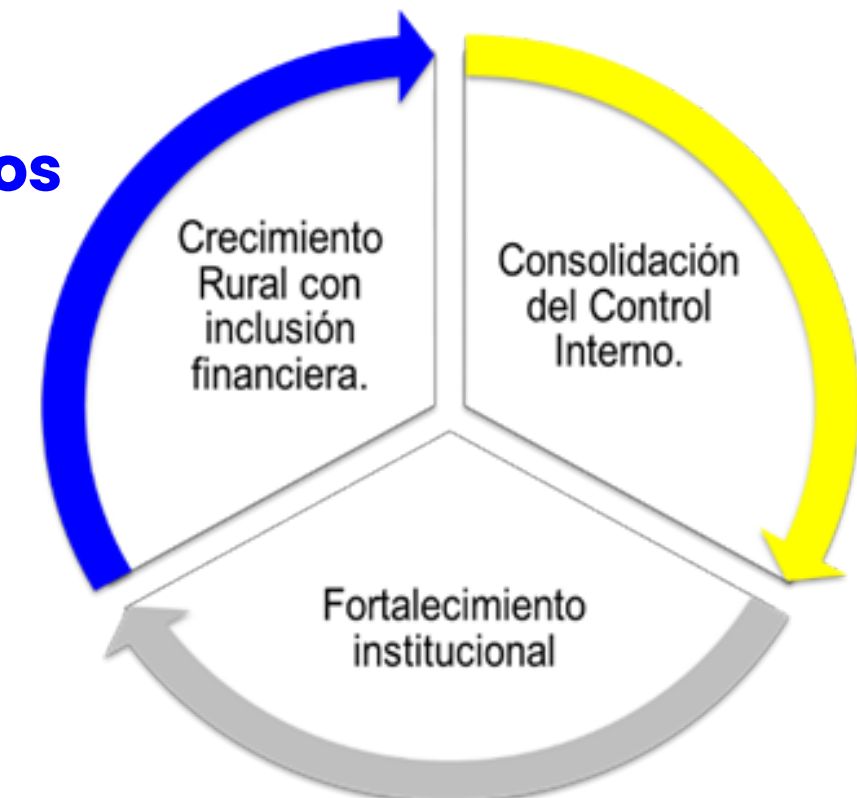 os
Crecimiento
Rural con
inclusión
financiera.
Consolidación
del Control
Interno.
Fortalecimiento
institucional